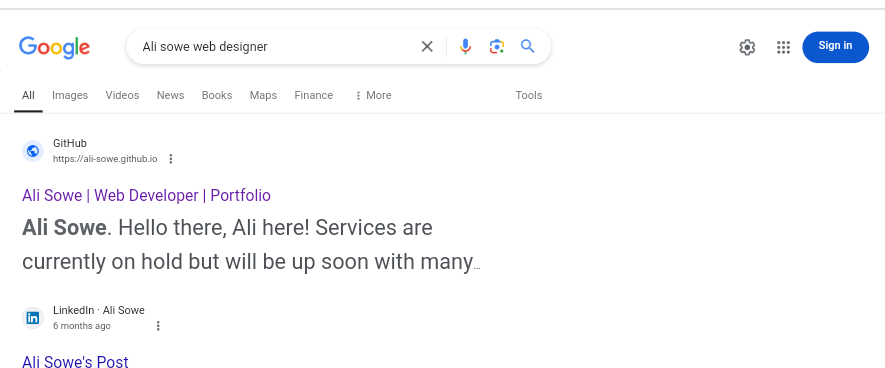 Google
Ali sowe web designer
Sign in
All Images Videos News Books Maps Finance More Tools
GitHub
https://ali-sowe.github.io
Ali Sowe | Web Developer | Portfolio
Ali Sowe. Hello there, Ali here! Services are
currently on hold but will be up soon with many...
LinkedIn · Ali Sowe
6 months ago
Ali Sowe's Post